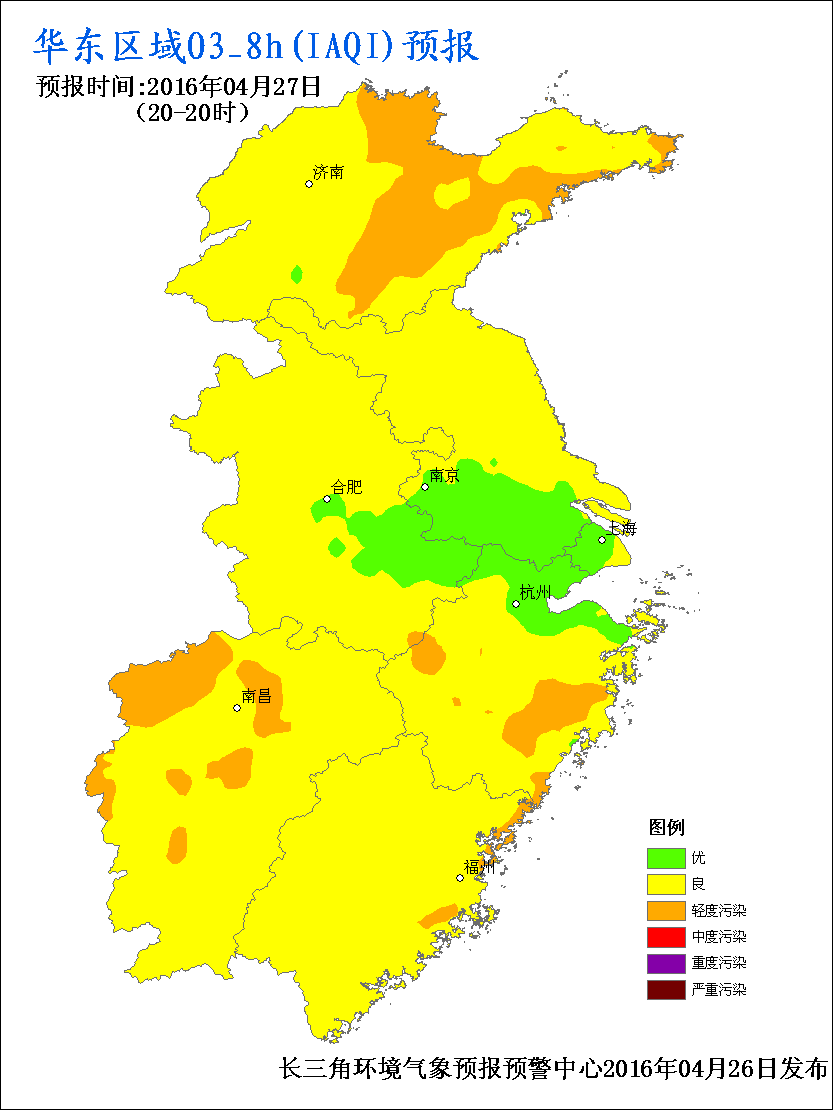 华东区域O3_8h(IAQI)预报
预报时间:2016年04月27日
(20-20时)
济南
南京
合肥
上海
杭州
南昌
福州
图例
优
良
轻度污染
中度污染
重度污染
严重污染
长三角环境气象预报预警中心2016年04月26日发布